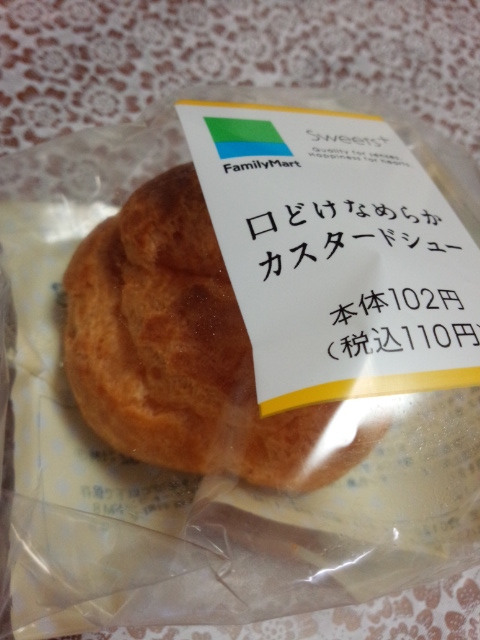 FamilyMart
Sweets+
Quality for senses
Happiness for hearts
口どけなめらか
カスタードシュー
本体102円
(税込110円)